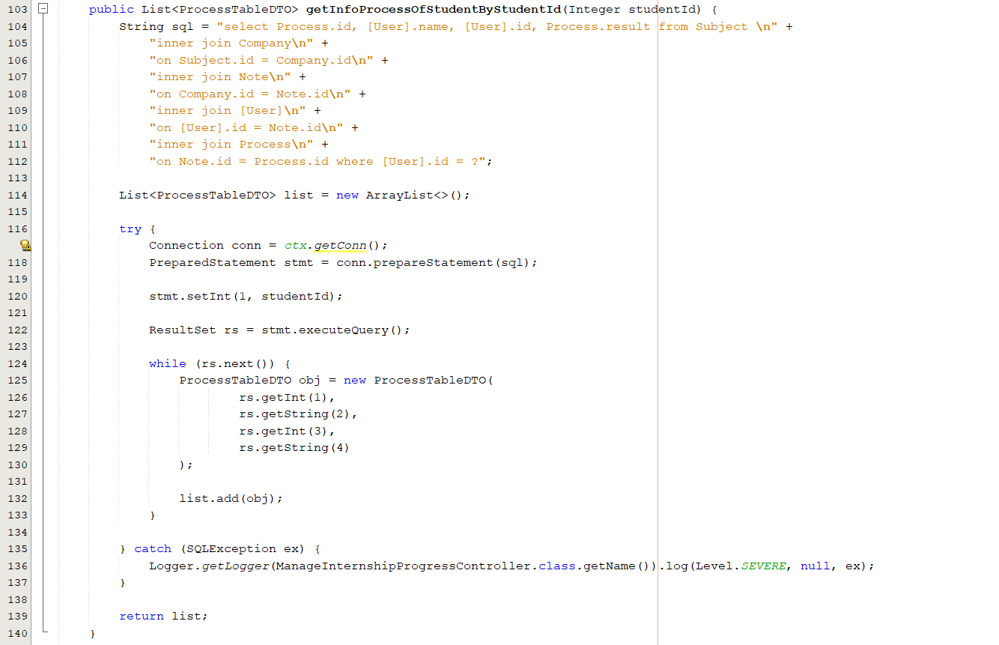 103 public List<ProcessTableDTO> getInfoProcessOfStudentByStudentId(Integer studentId) {
104 String sql = "select Process.id, [User].name, [User].id, Process.result from Subject \n" +
105 "inner join Company\n" +
106 "on Subject.id = Company.id\n" +
107 "inner join Note\n" +
108 "on Company.id = Note.id\n" +
109 "inner join [User]\n" +
110 "on [User].id = Note.id\n" +
111 "inner join Process\n" +
112 "on Note.id = Process.id where [User].id = ?";
113
114 List<ProcessTableDTO> list = new ArrayList<>();
115
116 try {
Connection conn = ctx.getConn();
118 PreparedStatement stmt = conn.prepareStatement(sql);
119
120 stmt.setInt(1, studentId);
121
122 ResultSet rs = stmt.executeQuery();
123
124 while (rs.next()) {
125 ProcessTableDTO obj = new ProcessTableDTO(
126 rs.getInt(1),
127 rs.getString(2),
128 rs.getInt(3),
129 rs.getString(4)
130 );
131
132 list.add(obj);
133 }
134
135 } catch (SQLException ex) {
136 Logger.getLogger(ManageInternshipProgressController.class.getName()).log(Level.SEVERE, null, ex);
137 }
138
139 return list;
140 }